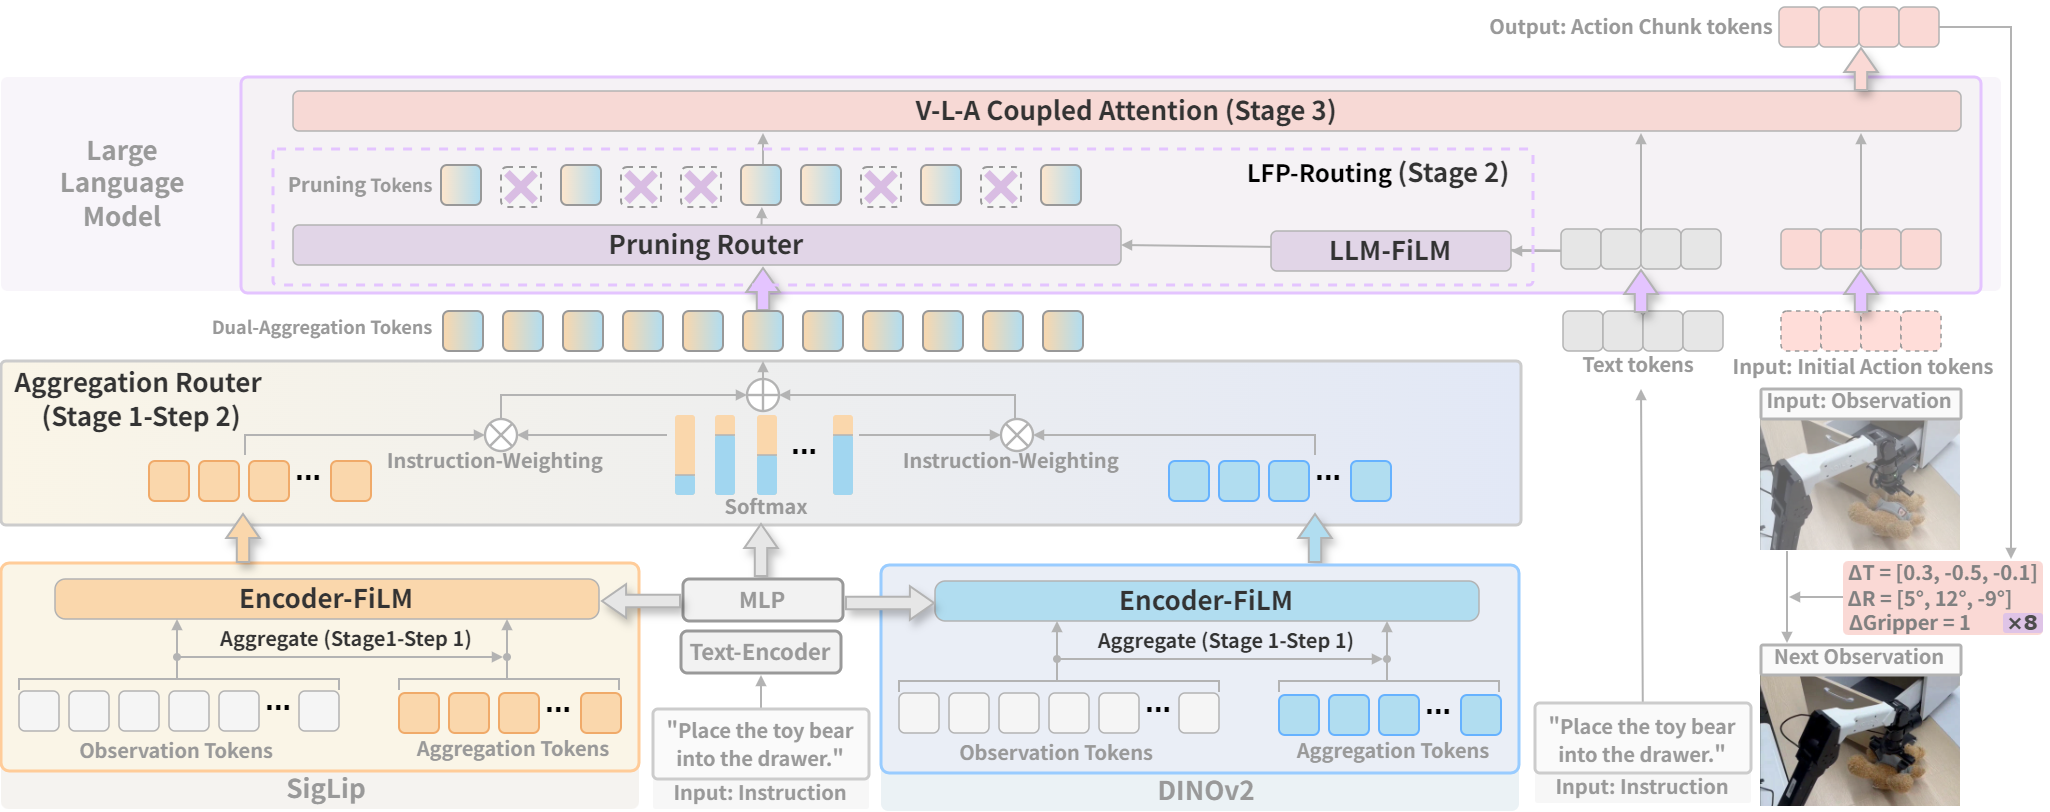 Output: Action Chunk tokens
Large
Language
Model
V-L-A Coupled Attention (Stage 3)
Pruning Tokens
LFP-Routing (Stage 2)
Pruning Router
LLM-FiLM
Dual-Aggregation Tokens
Text tokens
Input: Initial Action tokens
Aggregation Router
(Stage 1-Step 2)
Instruction-Weighting
Instruction-Weighting
...
...
...
Softmax
Input: Observation
ΔT = [0.3, -0.5, -0.1]
ΔR = [5°, 12°, -9°]
ΔGripper = 1 ×8
Next Observation
Encoder-FiLM
MLP
Encoder-FiLM
Aggregate (Stage1-Step 1)
Text-Encoder
Aggregate (Stage 1-Step 1)
...
...
...
...
Observation Tokens
Aggregation Tokens
"Place the toy bear
into the drawer."
Observation Tokens
Aggregation Tokens
"Place the toy bear
into the drawer."
SigLip
Input: Instruction
DINOv2
Input: Instruction